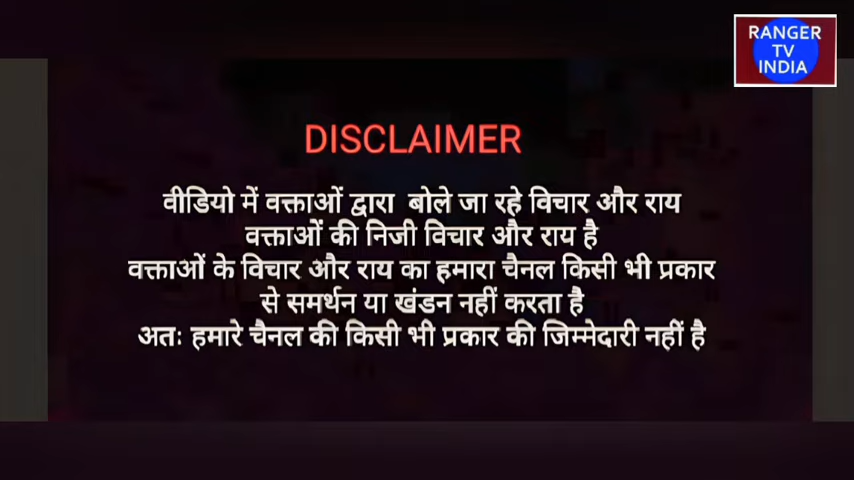 RANGER
TV
INDIA
DISCLAIMER
वीडियो में वक्ताओं द्वारा बोले जा रहे विचार और राय
वक्ताओं की निजी विचार और राय है
वक्ताओं के विचार और राय का हमारा चैनल किसी भी प्रकार
से समर्थन या खंडन नहीं करता है
अतः हमारे चैनल की किसी भी प्रकार की जिम्मेदारी नहीं है